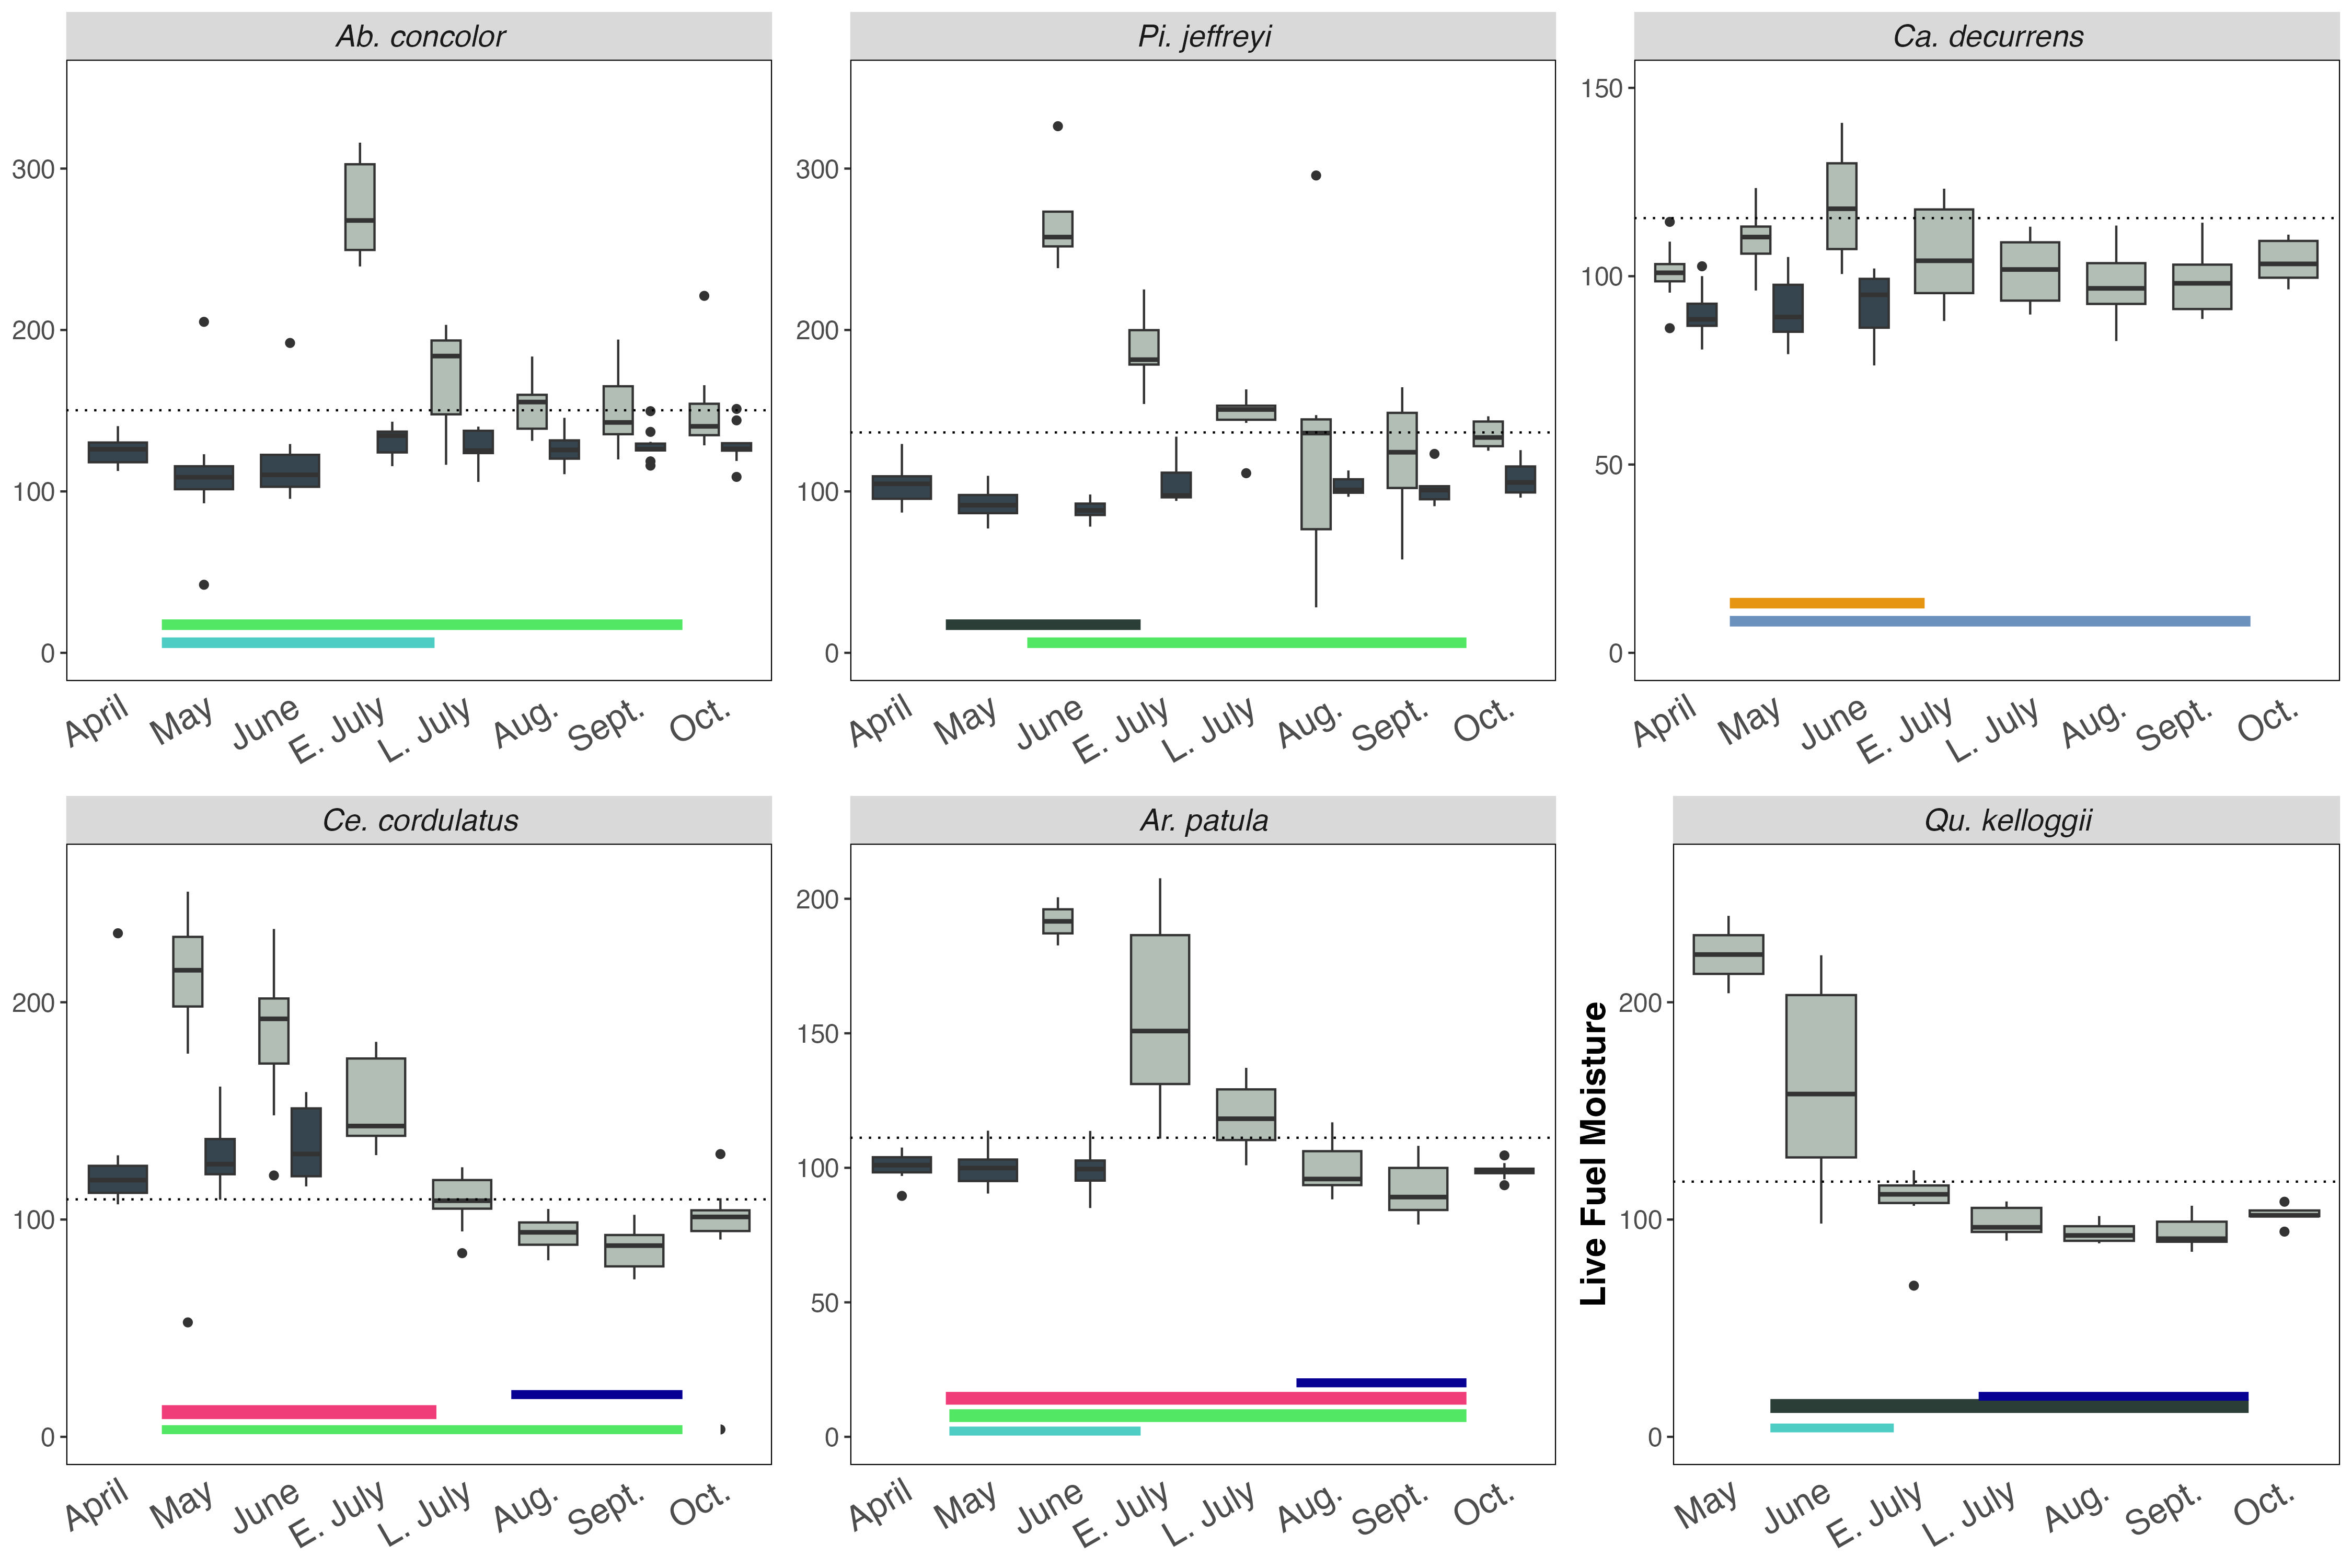 Ab. concolor
300
200
100
0
April May June E. July L. July Aug. Sept. Oct.
Pi. jeffreyi
300
200
100
0
April May June E. July L. July Aug. Sept. Oct.
Ca. decurrens
150
100
50
0
April May June E. July L. July Aug. Sept. Oct.
Ce. cordulatus
200
100
0
April May June E. July L. July Aug. Sept. Oct.
Ar. patula
200
150
100
50
0
April May June E. July L. July Aug. Sept. Oct.
Qu. kelloggii
Live Fuel Moisture
200
100
0
May June E. July L. July Aug. Sept. Oct.